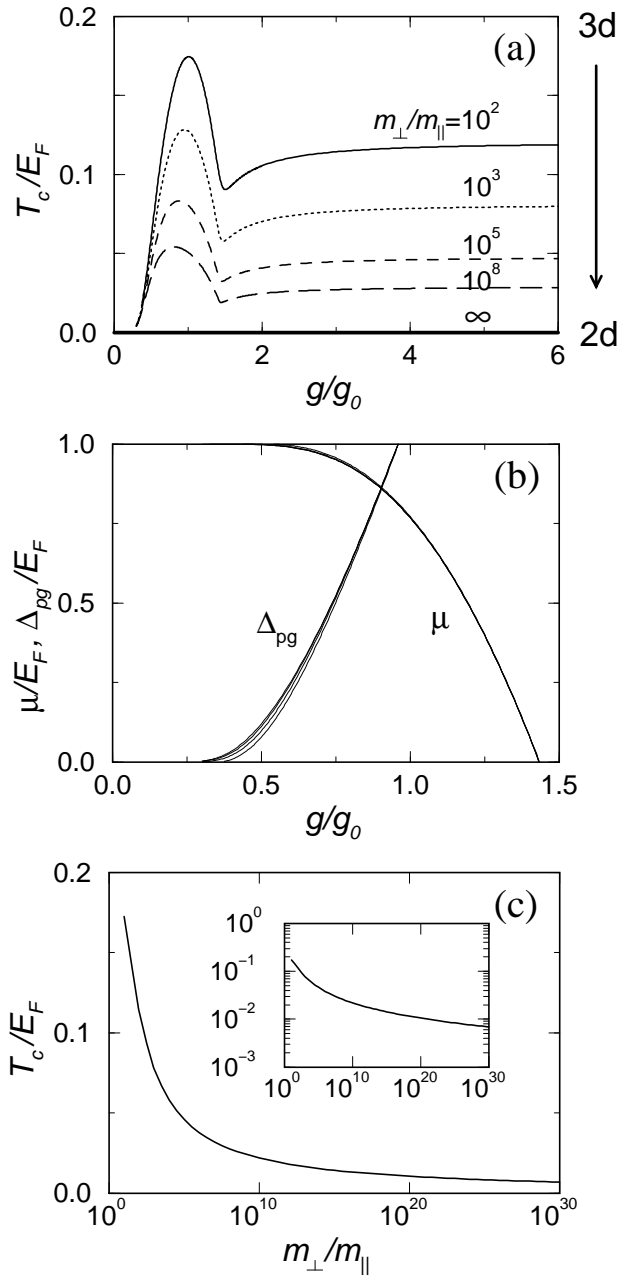 (a)
3d
0.2
0.1
0.0
T_c/E_F
m_⊥/m_||=10^2
10^3
10^5
10^8
∞
0 2 4 6
2d
g/g_0
(b)
1.0
0.5
0.0
μ/E_F, Δ_pg/E_F
Δ_pg
μ
0.0 0.5 1.0 1.5
g/g_0
(c)
0.2
0.1
0.0
T_c/E_F
10^0
10^−1
10^−2
10^−3
10^0 10^10 10^20 10^30
10^0 10^10 10^20 10^30
m_⊥/m_||